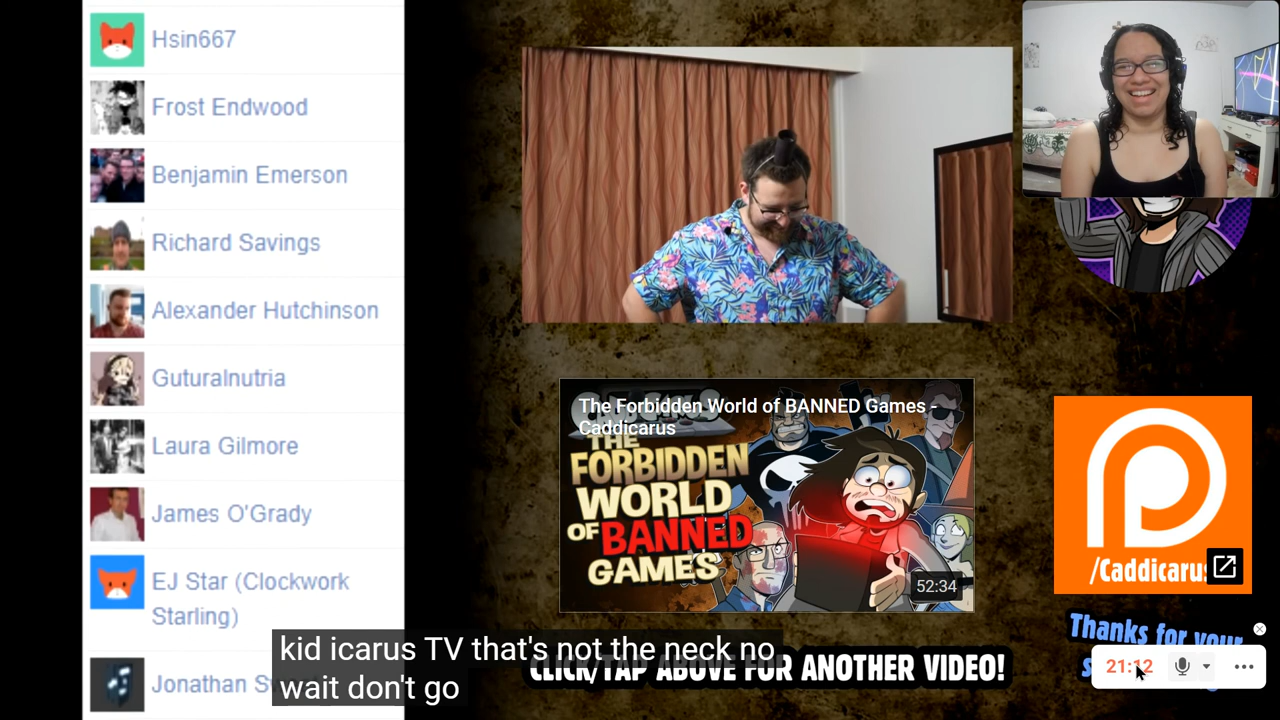 Hsin667
Frost Endwood
Benjamin Emerson
Richard Savings
Alexander Hutchinson
Guturalnutria
Laura Gilmore
James O'Grady
EJ Star (Clockwork
Starling)
Jonathan
kid icarus TV that's not the neck no
wait don't go
The Forbidden World of BANNED Games -
Caddicarus
THE
FORBIDDEN
WORLD
OF BANNED
GAMES
52:34
CLICK/TAP ABOVE FOR ANOTHER VIDEO!
/Caddicarus
Thanks for your
21:12